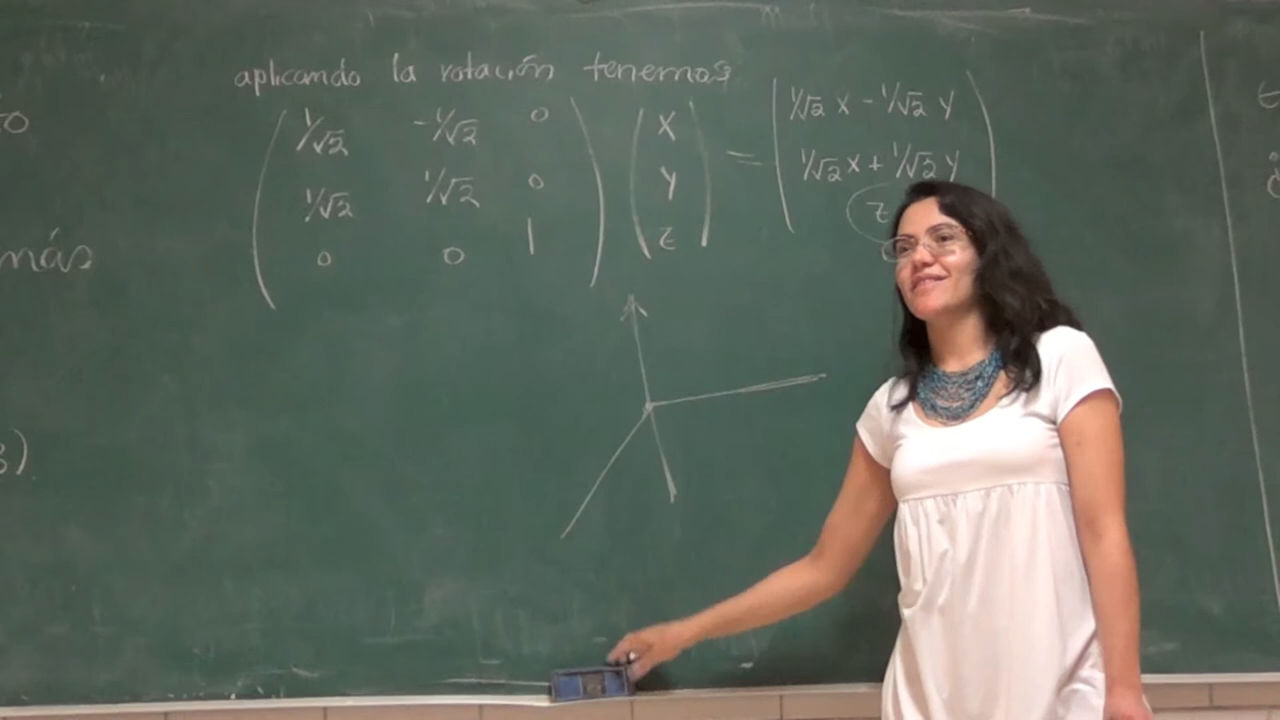 aplicando la rotación tenemos
1/√2 -1/√2 0 X 1/√2 X - 1/√2 Y
1/√2 1/√2 0 Y = 1/√2 X + 1/√2 Y
0 0 1 z z
más